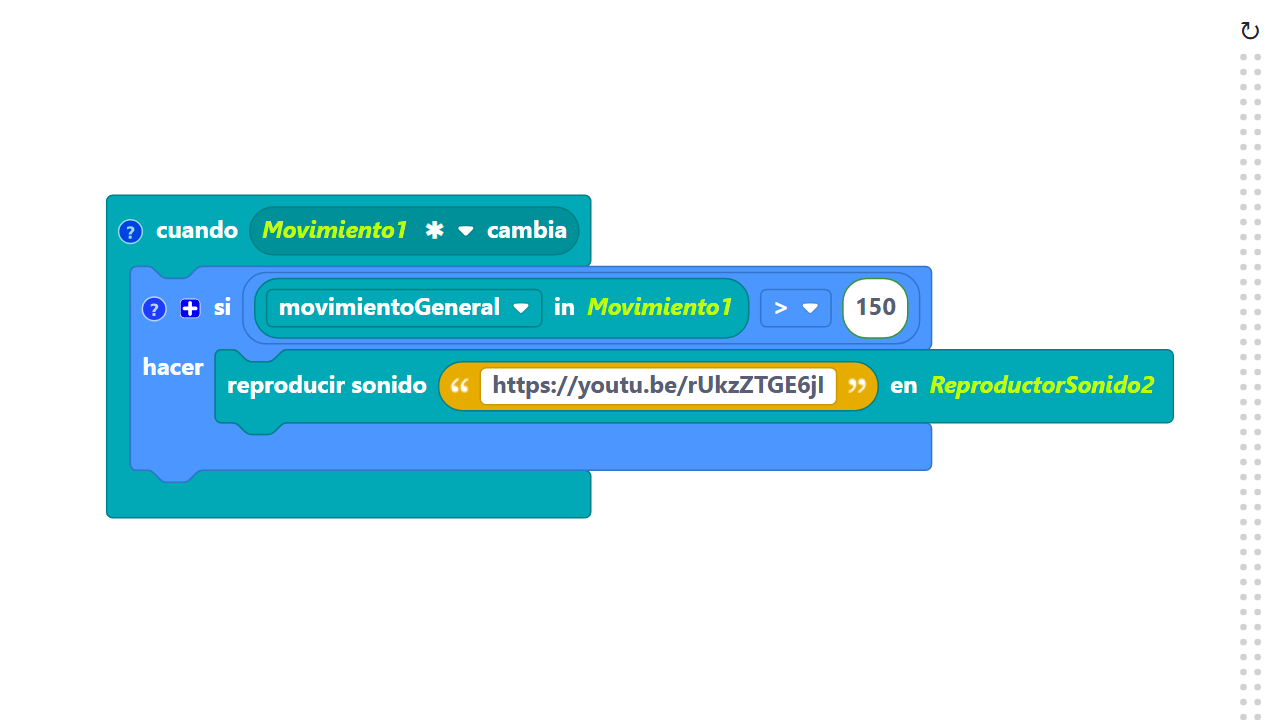 ? cuando Movimiento1 ✱ cambia
? + si movimientoGeneral in Movimiento1 > 150
hacer reproducir sonido “ https://youtu.be/rUkzZTGE6jI ” en ReproductorSonido2